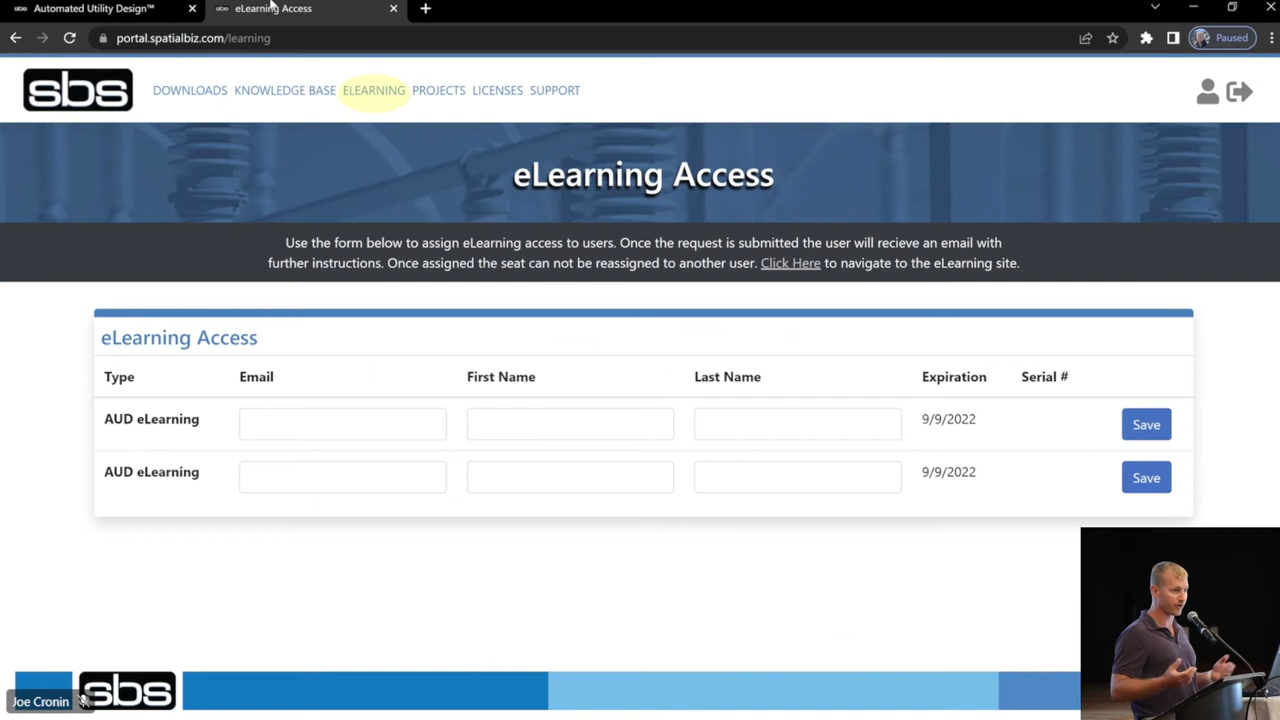 Automated Utility Design™
eLearning Access
portal.spatialbiz.com/learning
Paused
sbs
DOWNLOADS KNOWLEDGE BASE ELEARNING PROJECTS LICENSES SUPPORT
eLearning Access
Use the form below to assign eLearning access to users. Once the request is submitted the user will recieve an email with
further instructions. Once assigned the seat can not be reassigned to another user. Click Here to navigate to the eLearning site.
eLearning Access
Type Email First Name Last Name Expiration Serial #
AUD eLearning 9/9/2022 Save
AUD eLearning 9/9/2022 Save
sbs
Joe Cronin